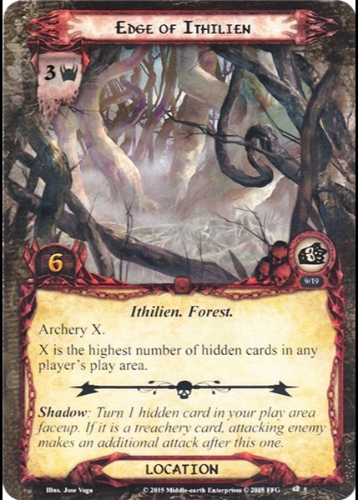 Edge of Ithilien
3
6
9/19
Ithilien. Forest.
Archery X.
X is the highest number of hidden cards in any
player's play area.
Shadow: Turn 1 hidden card in your play area
faceup. If it is a treachery card, attacking enemy
makes an additional attack after this one.
Illus. Jose Vega © 2015 Middle-earth Enterprises © 2015 FFG 5
LOCATION